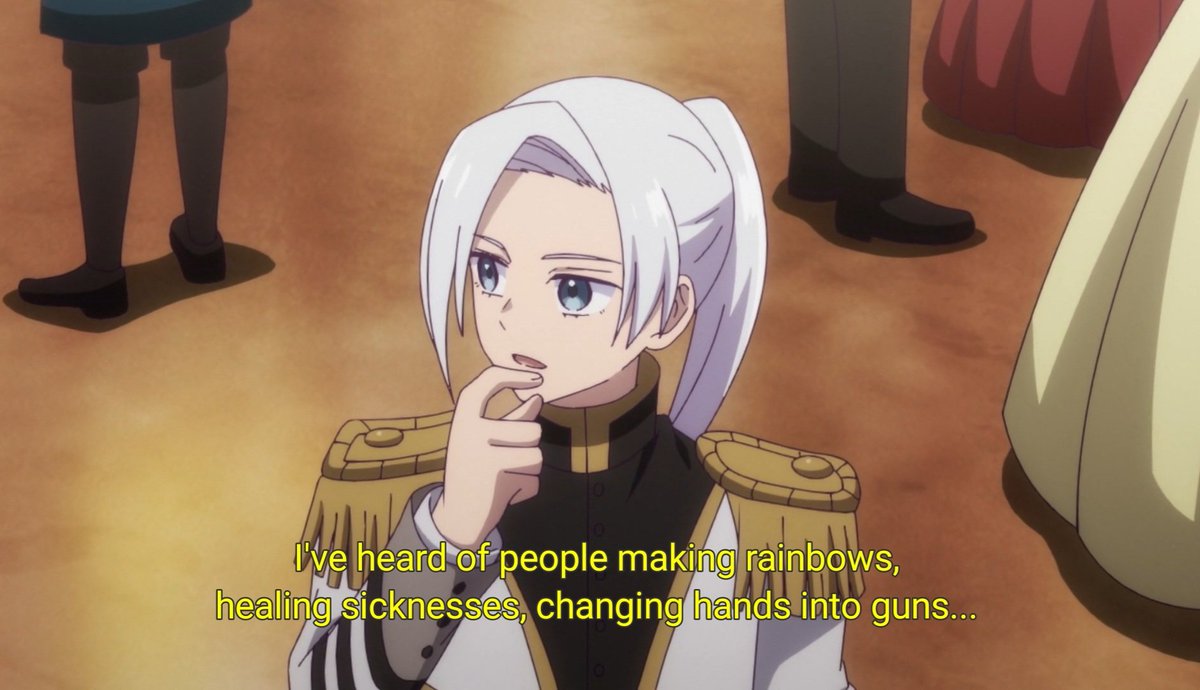 I've heard of people making rainbows,
healing sicknesses, changing hands into guns...